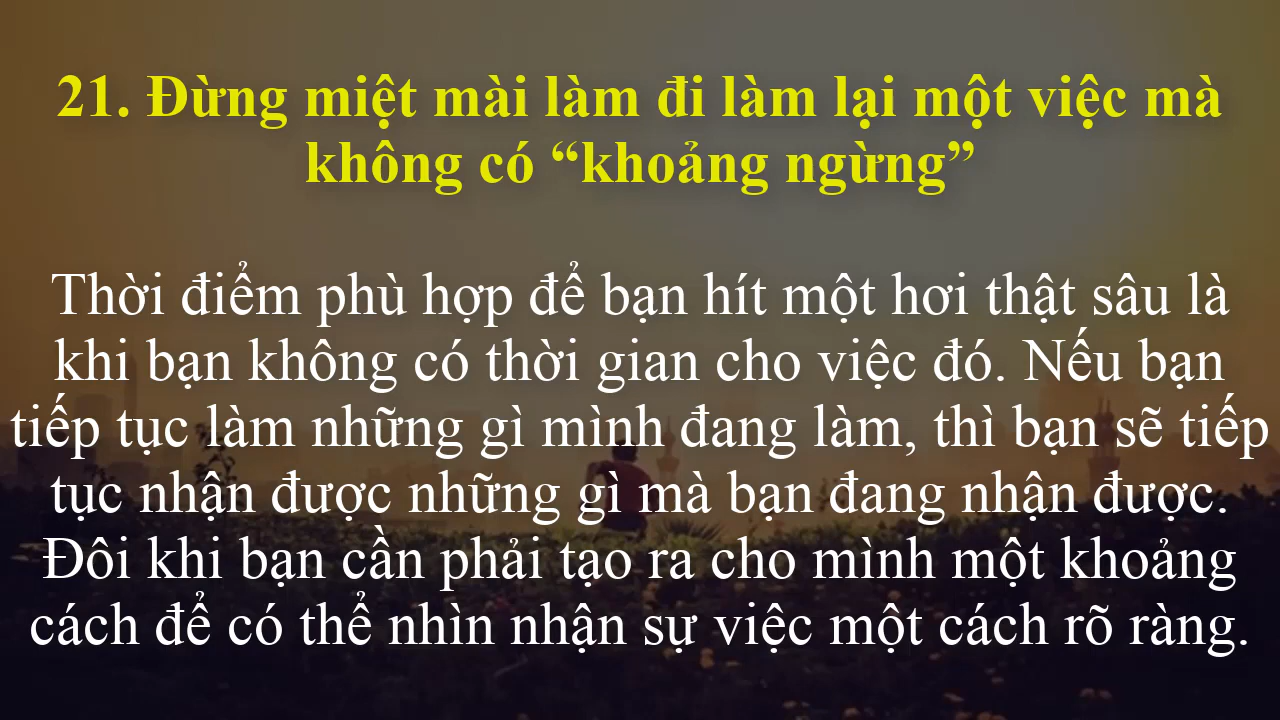 21. Đừng miệt mài làm đi làm lại một việc mà
không có “khoảng ngừng”
Thời điểm phù hợp để bạn hít một hơi thật sâu là
khi bạn không có thời gian cho việc đó. Nếu bạn
tiếp tục làm những gì mình đang làm, thì bạn sẽ tiếp
tục nhận được những gì mà bạn đang nhận được.
Đôi khi bạn cần phải tạo ra cho mình một khoảng
cách để có thể nhìn nhận sự việc một cách rõ ràng.